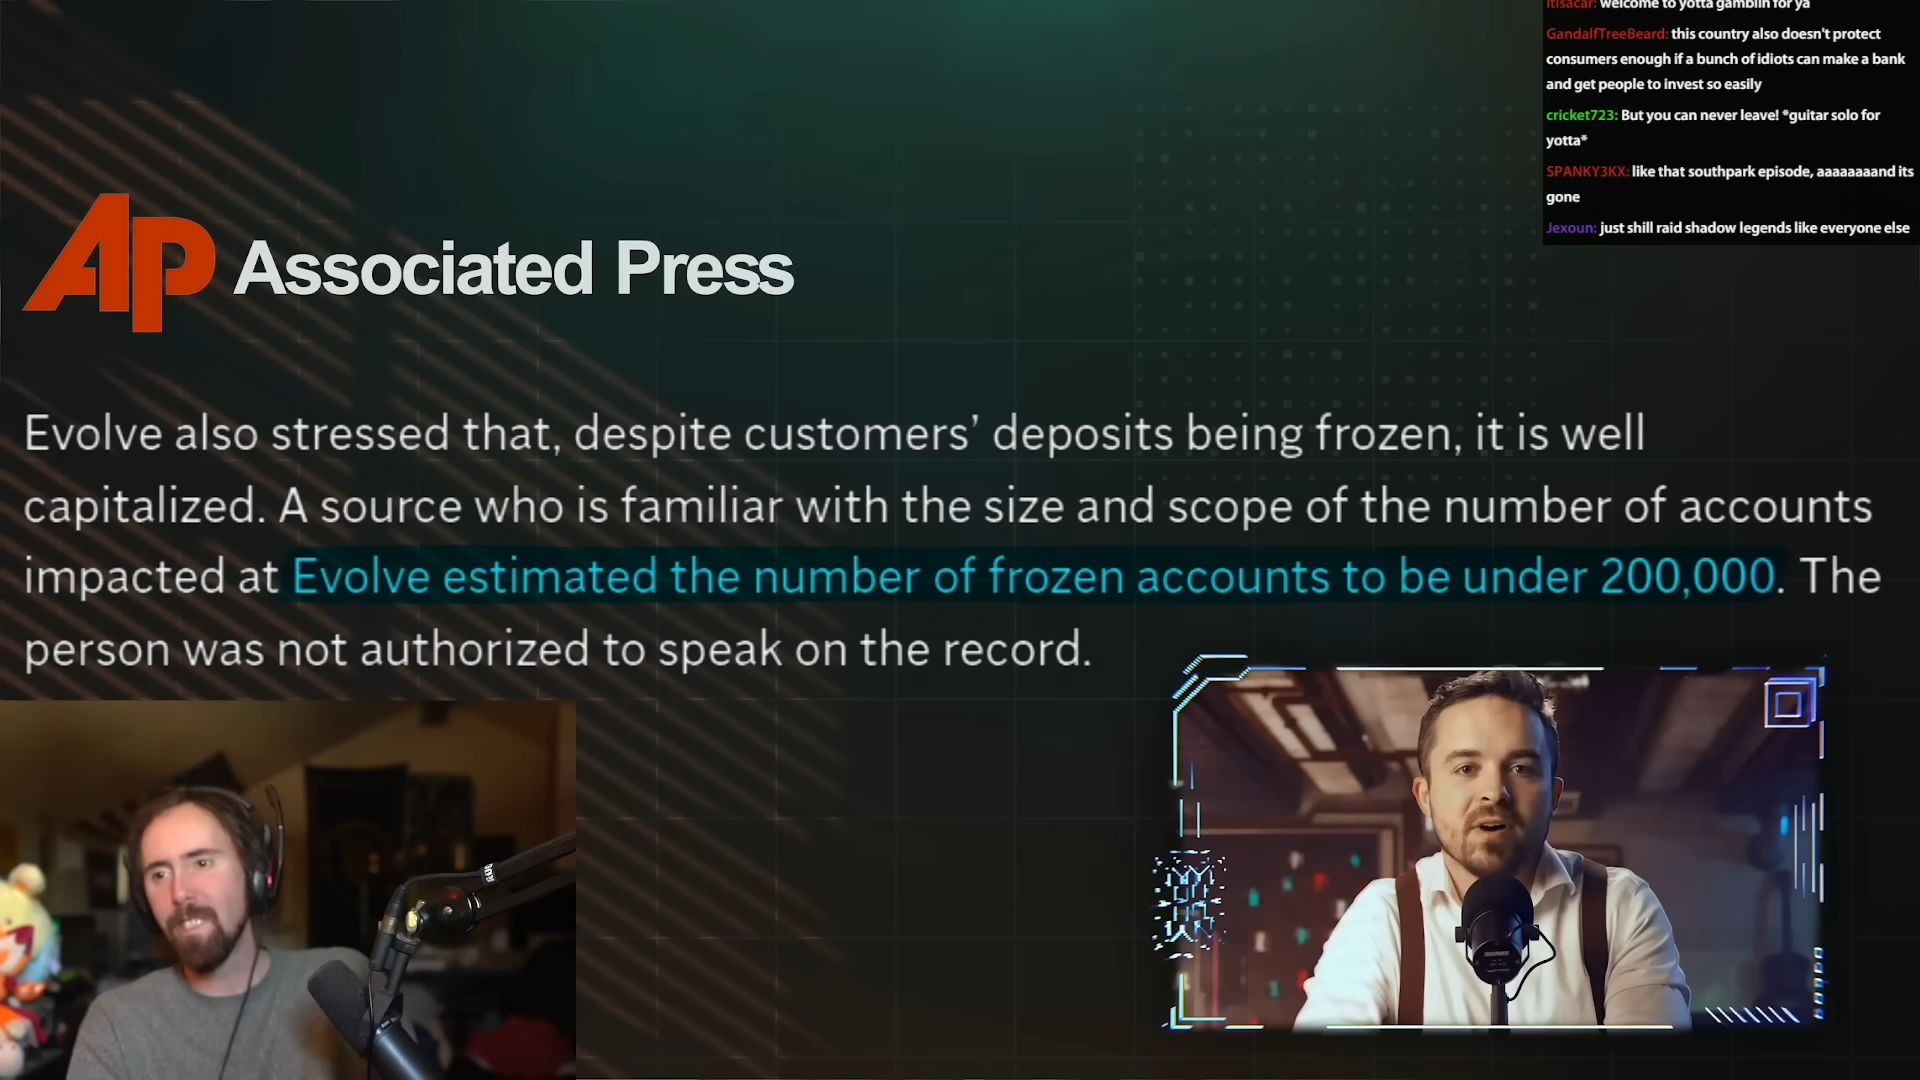 itisacar: welcome to yotta gamblin for ya
GandalfTreeBeard: this country also doesn't protect
consumers enough if a bunch of idiots can make a bank
and get people to invest so easily
cricket723: But you can never leave! *guitar solo for
yotta*
SPANKY3KX: like that southpark episode, aaaaaaaand its
gone
Jexoun: just shill raid shadow legends like everyone else
AP Associated Press
Evolve also stressed that, despite customers’ deposits being frozen, it is well
capitalized. A source who is familiar with the size and scope of the number of accounts
impacted at Evolve estimated the number of frozen accounts to be under 200,000. The
person was not authorized to speak on the record.